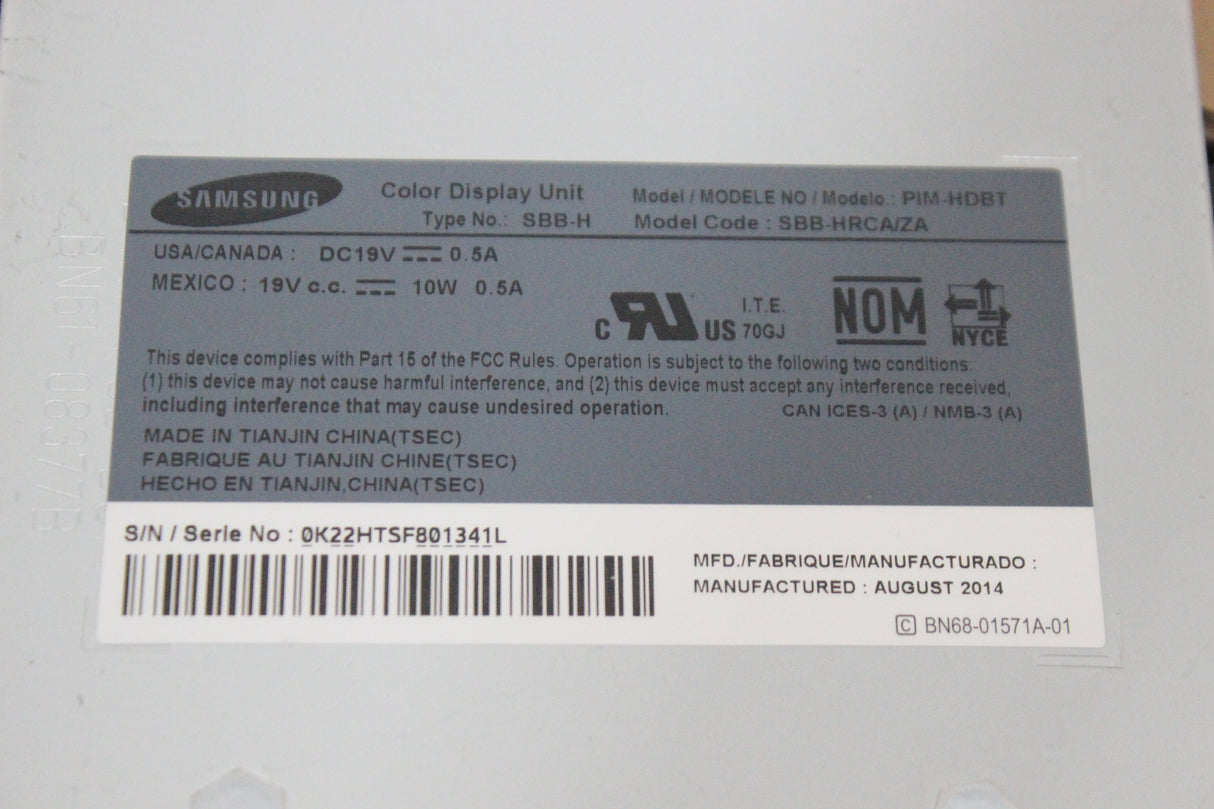 SAMSUNG
Color Display Unit
Type No.: SBB-H
Model / MODELE NO / Modelo.: PIM-HDBT
Model Code : SBB-HRCA/ZA
USA/CANADA : DC19V 0.5A
MEXICO : 19V c.c. 10W 0.5A
C RU US
I.T.E.
70GJ
NOM
NYCE
This device complies with Part 15 of the FCC Rules. Operation is subject to the following two conditions:
(1) this device may not cause harmful interference, and (2) this device must accept any interference received,
including interference that may cause undesired operation.
CAN ICES-3 (A) / NMB-3 (A)
MADE IN TIANJIN CHINA(TSEC)
FABRIQUE AU TIANJIN CHINE(TSEC)
HECHO EN TIANJIN,CHINA(TSEC)
S/N / Serie No : 0K22HTSF801341L
MFD./FABRIQUE/MANUFACTURADO :
MANUFACTURED : AUGUST 2014
C BN68-01571A-01
BN61-08377B